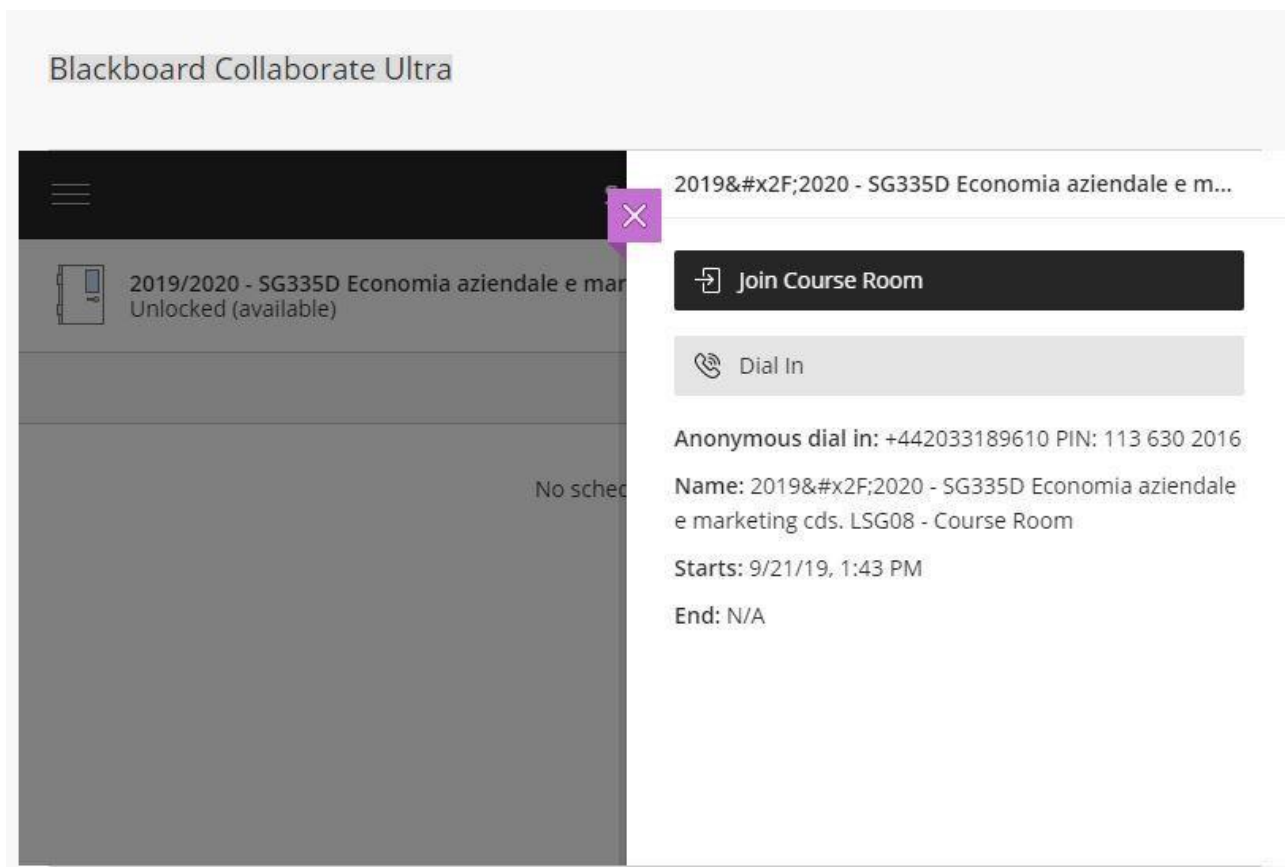 Blackboard Collaborate Ultra
2019&#x2F;2020 - SG335D Economia aziendale e m...
Join Course Room
2019/2020 - SG335D Economia aziendale e mar
Unlocked (available)
Dial In
Anonymous dial in: +442033189610 PIN: 113 630 2016
No sched
Name: 2019&#x2F;2020 - SG335D Economia aziendale
e marketing cds. LSG08 - Course Room
Starts: 9/21/19, 1:43 PM
End: N/A